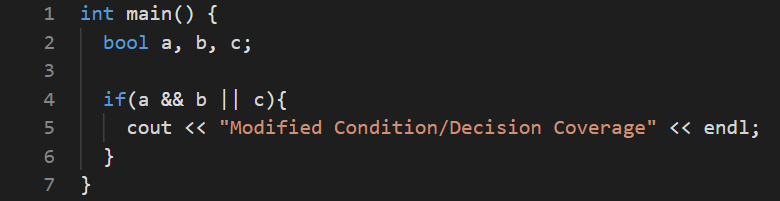 1 int main() {
2 bool a, b, c;
3
4 if(a && b || c){
5 cout << "Modified Condition/Decision Coverage" << endl;
6 }
7 }